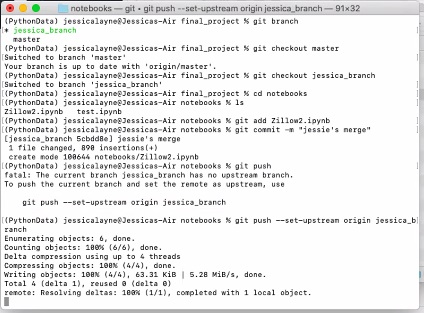 notebooks — git • git push --set-upstream origin jessica_branch — 91×32
(PythonData) jessicalayne@Jessicas-Air final_project % git branch
* jessica_branch
master
(PythonData) jessicalayne@Jessicas-Air final_project % git checkout master
Switched to branch 'master'
Your branch is up to date with 'origin/master'.
(PythonData) jessicalayne@Jessicas-Air final_project % git checkout jessica_branch
Switched to branch 'jessica_branch'
(PythonData) jessicalayne@Jessicas-Air final_project % cd notebooks
(PythonData) jessicalayne@Jessicas-Air notebooks % ls
Zillow2.ipynb test.ipynb
(PythonData) jessicalayne@Jessicas-Air notebooks % git add Zillow2.ipynb
(PythonData) jessicalayne@Jessicas-Air notebooks % git commit -m "jessie's merge"
[jessica_branch 5cbdd8e] jessie's merge
1 file changed, 890 insertions(+)
create mode 100644 notebooks/Zillow2.ipynb
(PythonData) jessicalayne@Jessicas-Air notebooks % git push
fatal: The current branch jessica_branch has no upstream branch.
To push the current branch and set the remote as upstream, use
git push --set-upstream origin jessica_branch
[(PythonData) jessicalayne@Jessicas-Air notebooks % git push --set-upstream origin jessica_b]
ranch
Enumerating objects: 6, done.
Counting objects: 100% (6/6), done.
Delta compression using up to 4 threads
Compressing objects: 100% (4/4), done.
Writing objects: 100% (4/4), 63.31 KiB | 5.28 MiB/s, done.
Total 4 (delta 1), reused 0 (delta 0)
remote: Resolving deltas: 100% (1/1), completed with 1 local object.